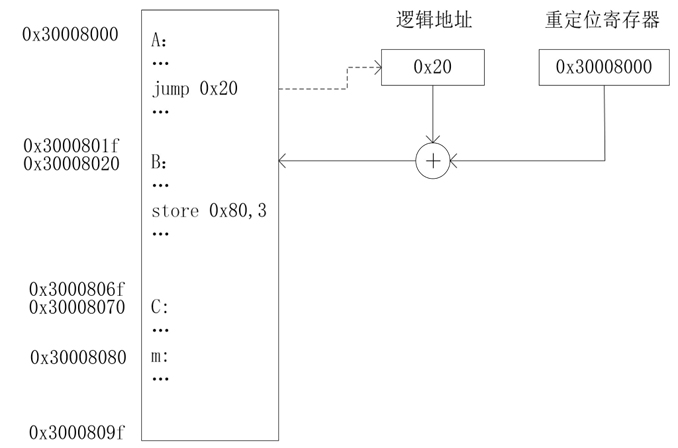 逻辑地址 重定位寄存器
0x30008000
A:
…
0x20 0x30008000
jump 0x20
…
+
0x3000801f
0x30008020 B:
…
store 0x80,3
…
0x3000806f
0x30008070 C:
…
0x30008080 m:
…
0x3000809f